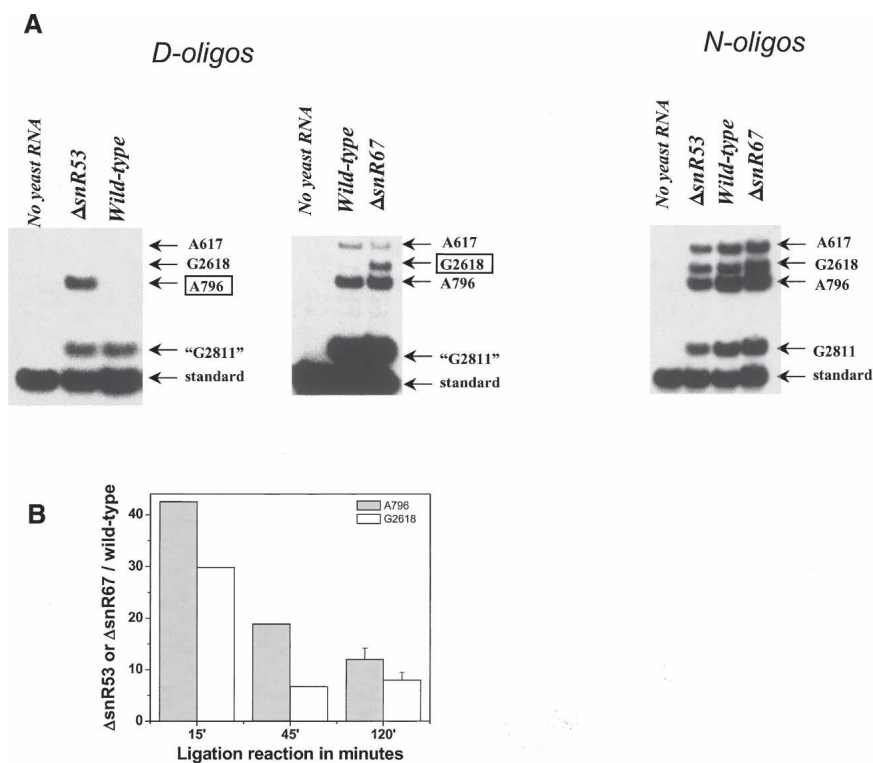 A
D-oligos
N-oligos
No yeast RNA
ΔsnR53
Wild-type
A617
G2618
A796
“G2811”
standard
No yeast RNA
Wild-type
ΔsnR67
A617
G2618
A796
“G2811”
standard
No yeast RNA
ΔsnR53
Wild-type
ΔsnR67
A617
G2618
A796
G2811
standard
B
ΔsnR53 or ΔsnR67 / wild-type
40
30
20
10
0
A796
G2618
15'
45'
120'
Ligation reaction in minutes